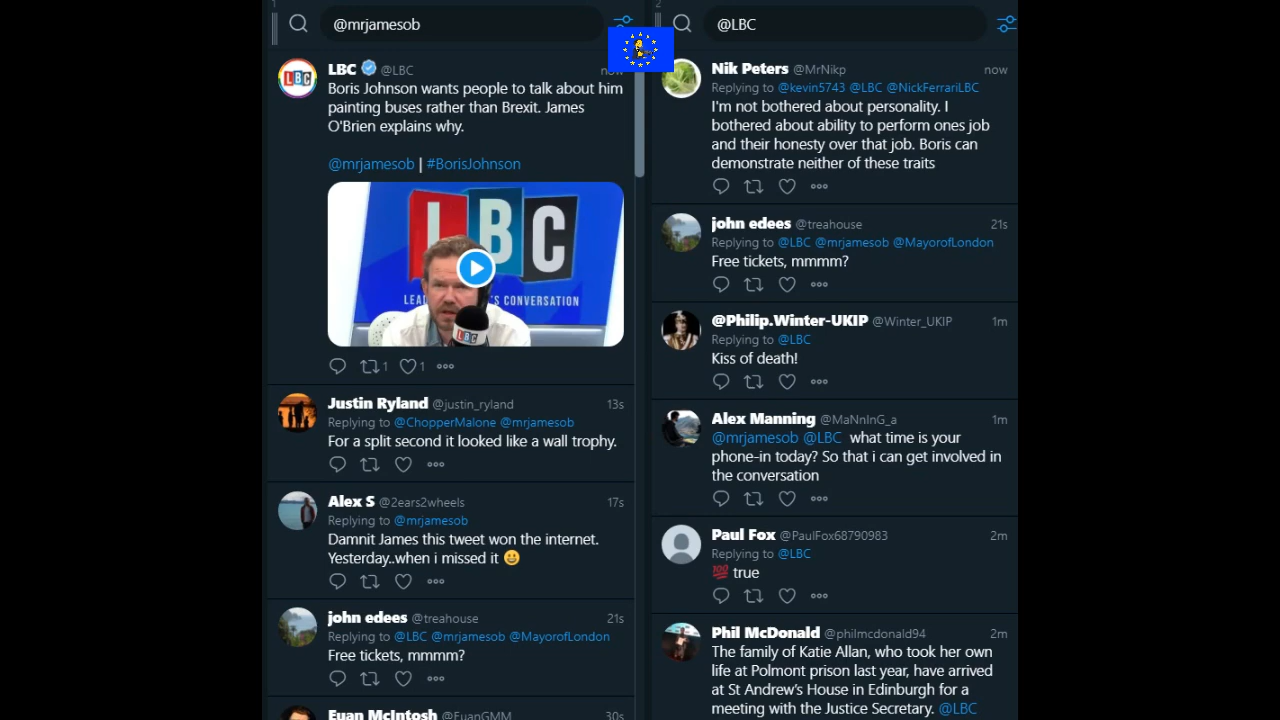 1
@mrjamesob
LBC @LBC now
Boris Johnson wants people to talk about him
painting buses rather than Brexit. James
O'Brien explains why.
@mrjamesob | #BorisJohnson
LBC
LBC
LEA 'S CONVERSATION
LBC
1 1
Justin Ryland @justin_ryland 13s
Replying to @ChopperMalone @mrjamesob
For a split second it looked like a wall trophy.
Alex S @2ears2wheels 17s
Replying to @mrjamesob
Damnit James this tweet won the internet.
Yesterday..when i missed it 😀
john edees @treahouse 21s
Replying to @LBC @mrjamesob @MayorofLondon
Free tickets, mmmm?
Euan McIntosh @EuanGMM 30s
2
@LBC
Nik Peters @MrNikp now
Replying to @kevin5743 @LBC @NickFerrariLBC
I'm not bothered about personality. I
bothered about ability to perform ones job
and their honesty over that job. Boris can
demonstrate neither of these traits
john edees @treahouse 21s
Replying to @LBC @mrjamesob @MayorofLondon
Free tickets, mmmm?
@Philip.Winter-UKIP @Winter_UKIP 1m
Replying to @LBC
Kiss of death!
Alex Manning @MaNnInG_a 1m
@mrjamesob @LBC what time is your
phone-in today? So that i can get involved in
the conversation
Paul Fox @PaulFox68790983 2m
Replying to @LBC
💯 true
Phil McDonald @philmcdonald94 2m
The family of Katie Allan, who took her own
life at Polmont prison last year, have arrived
at St Andrew's House in Edinburgh for a
meeting with the Justice Secretary. @LBC